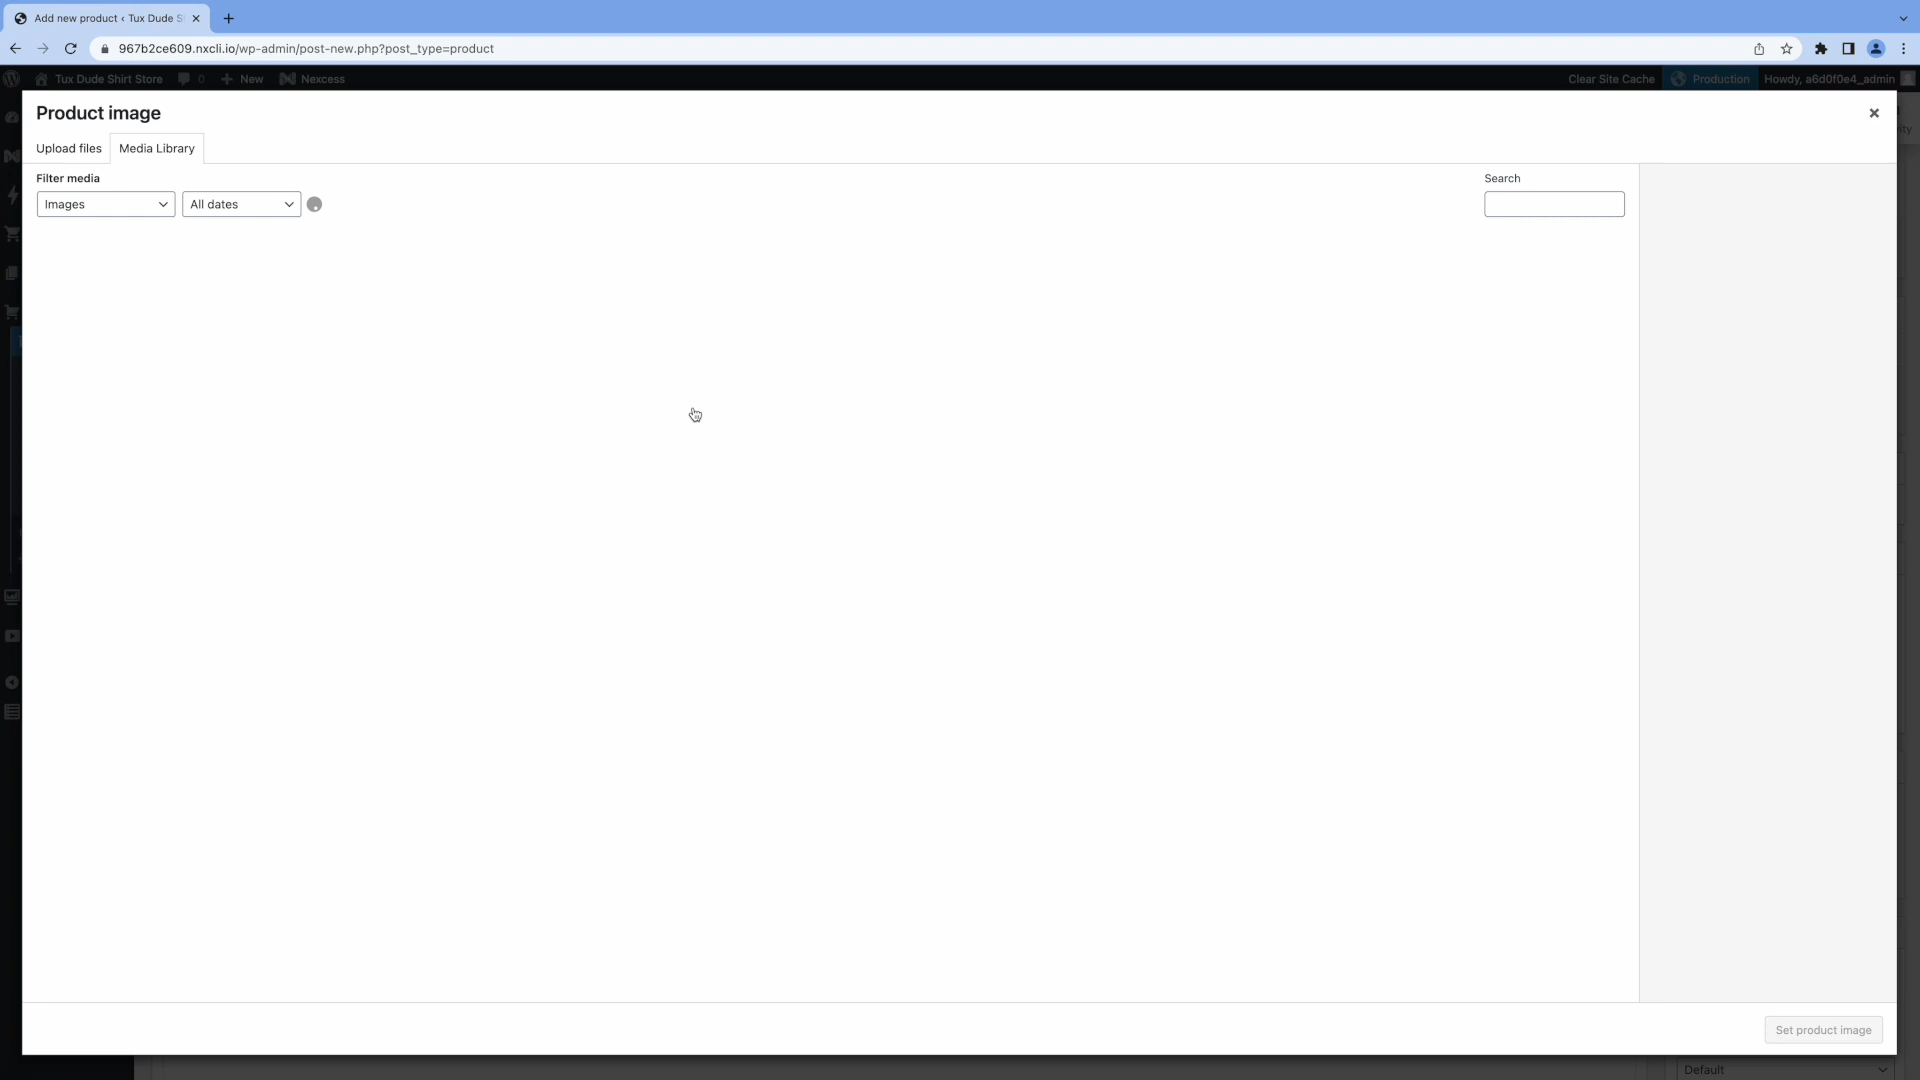 Add new product ‹ Tux Dude S
967b2ce609.nxcli.io/wp-admin/post-new.php?post_type=product
Tux Dude Shirt Store 0 New Nexcess Clear Site Cache Production Howdy, a6d0f0e4_admin
Product image
Upload files Media Library
Filter media Search
Images All dates
Set product image
Default